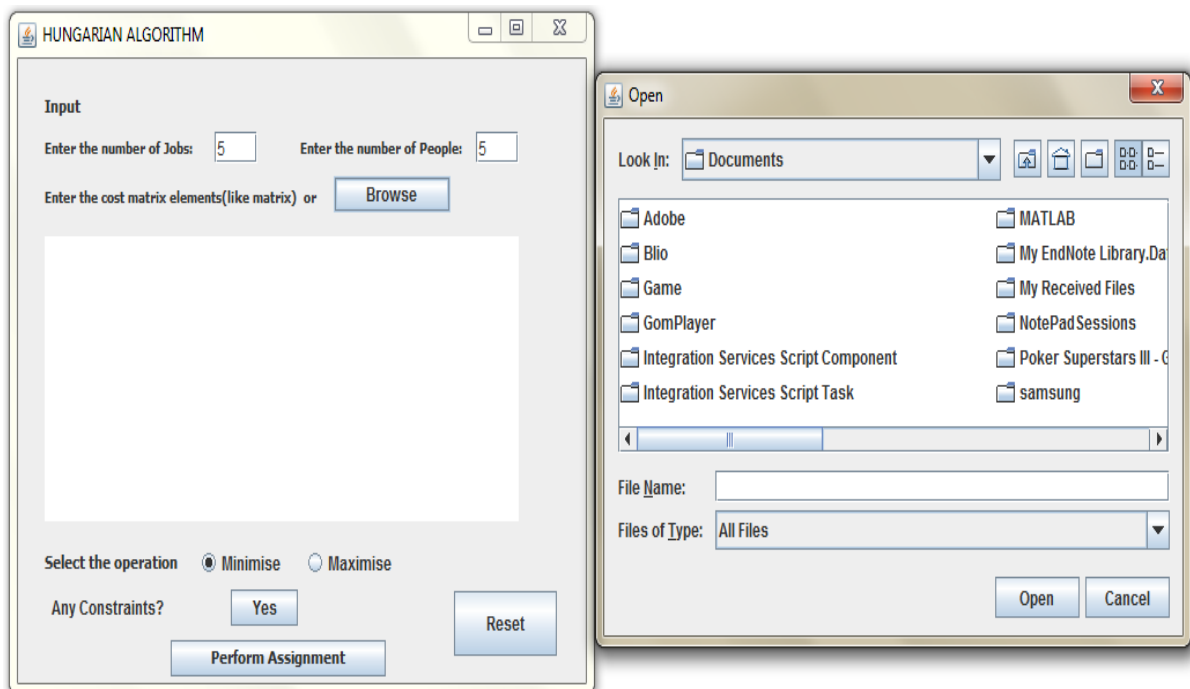 HUNGARIAN ALGORITHM
Input
Enter the number of Jobs: 5 Enter the number of People: 5
Enter the cost matrix elements(like matrix) or Browse
Select the operation Minimise Maximise
Any Constraints? Yes
Reset
Perform Assignment
Open
Look In: Documents
Adobe
Blio
Game
GomPlayer
Integration Services Script Component
Integration Services Script Task
MATLAB
My EndNote Library.Da
My Received Files
NotePadSessions
Poker Superstars III - G
samsung
File Name:
Files of Type: All Files
Open Cancel